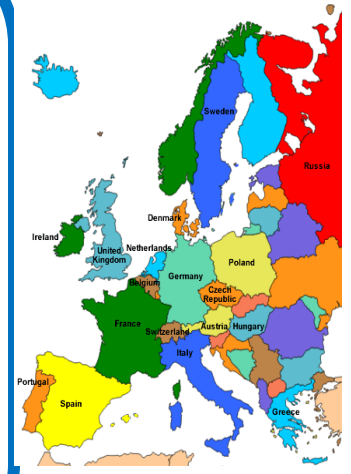 Sweden
Russia
Denmark
Ireland
United
Kingdom
Netherlands
Belgium
Germany
Poland
Czech
Republic
France
Switzerland
Austria
Hungary
Italy
Portugal
Spain
Greece